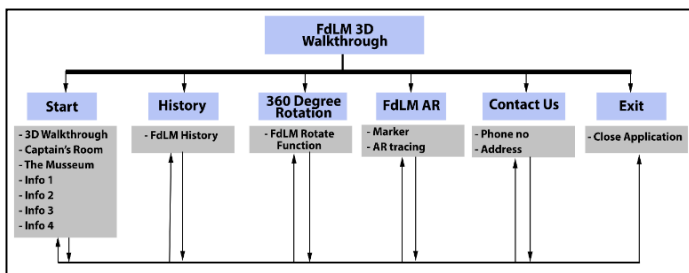 FdLM 3D
Walkthrough
Start
- 3D Walkthrough
- Captain's Room
- The Musseum
- Info 1
- Info 2
- Info 3
- Info 4
History
- FdLM History
360 Degree
Rotation
- FdLM Rotate
Function
FdLM AR
- Marker
- AR tracing
Contact Us
- Phone no
- Address
Exit
- Close Application